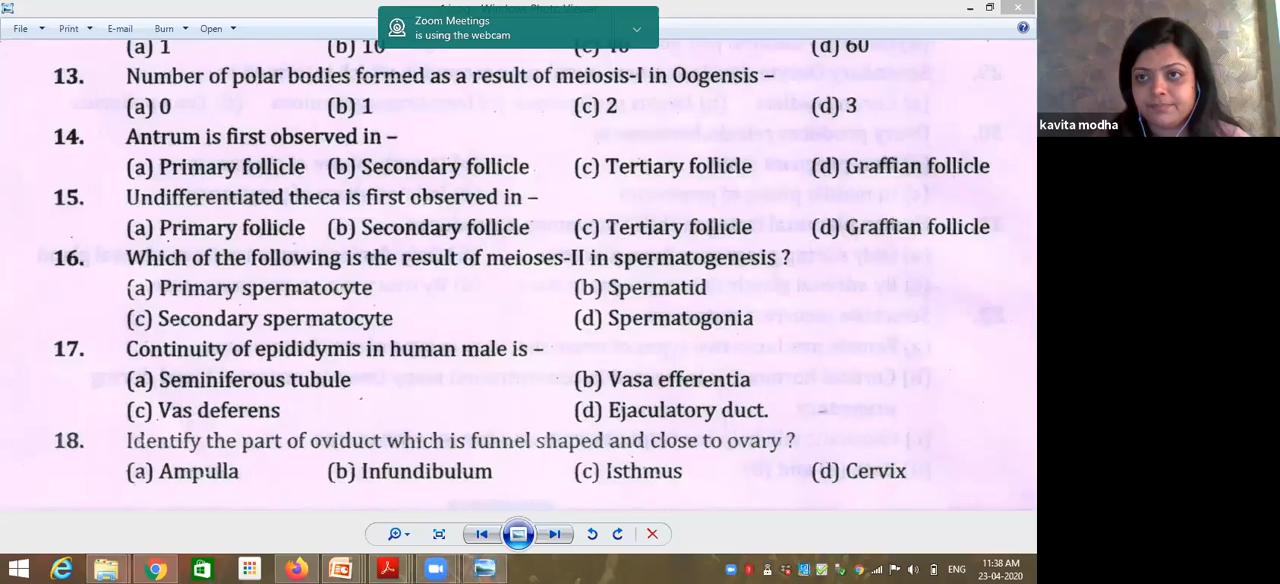 Zoom Meetings
is using the webcam
File Print E-mail Burn Open
(a) 1 (b) 10 (d) 60
13. Number of polar bodies formed as a result of meiosis-I in Oogensis –
(a) 0 (b) 1 (c) 2 (d) 3
14. Antrum is first observed in –
(a) Primary follicle (b) Secondary follicle (c) Tertiary follicle (d) Graffian follicle
15. Undifferentiated theca is first observed in –
(a) Primary follicle (b) Secondary follicle (c) Tertiary follicle (d) Graffian follicle
16. Which of the following is the result of meioses-II in spermatogenesis ?
(a) Primary spermatocyte (b) Spermatid
(c) Secondary spermatocyte (d) Spermatogonia
17. Continuity of epididymis in human male is –
(a) Seminiferous tubule (b) Vasa efferentia
(c) Vas deferens (d) Ejaculatory duct.
18. Identify the part of oviduct which is funnel shaped and close to ovary ?
(a) Ampulla (b) Infundibulum (c) Isthmus (d) Cervix
kavita modha
ENG
11:38 AM
23-04-2020